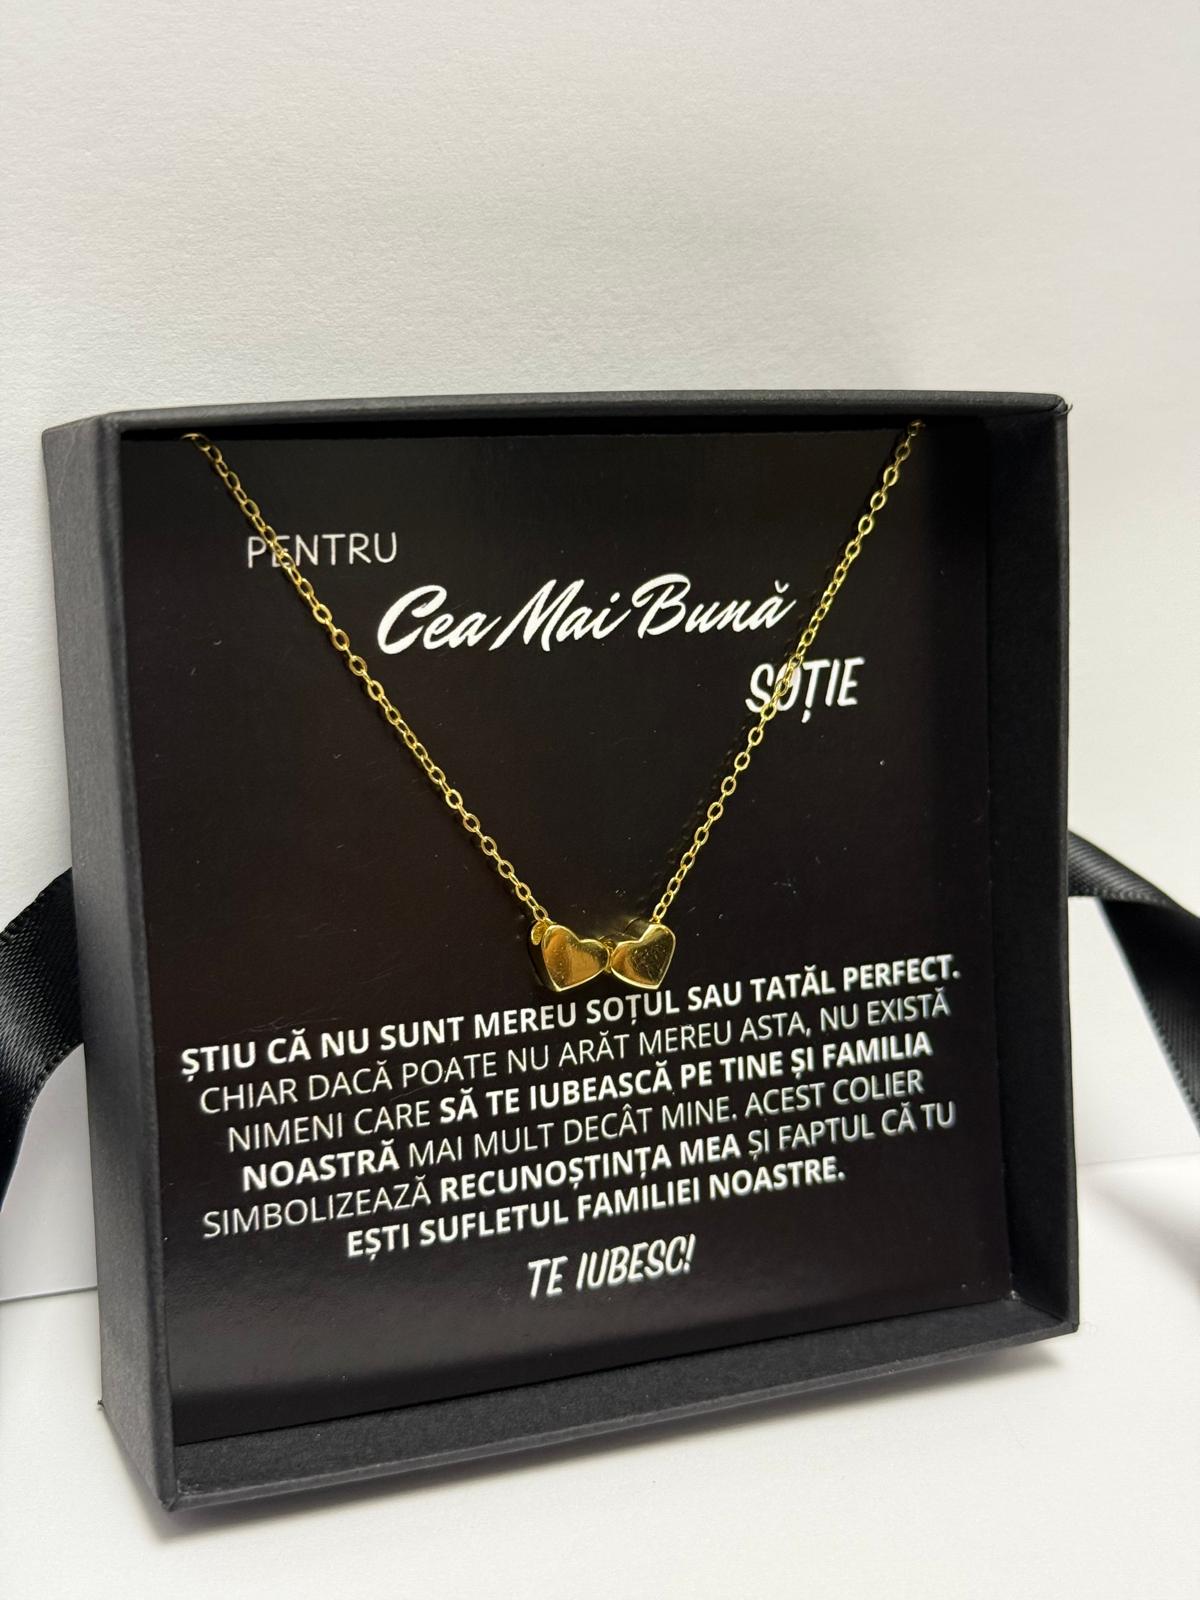 PENTRU
Cea Mai Bună
SOȚIE
ȘTIU CĂ NU SUNT MEREU SOȚUL SAU TATĂL PERFECT.
CHIAR DACĂ POATE NU ARĂT MEREU ASTA, NU EXISTĂ
NIMENI CARE SĂ TE IUBEASCĂ PE TINE ȘI FAMILIA
NOASTRĂ MAI MULT DECÂT MINE. ACEST COLIER
SIMBOLIZEAZĂ RECUNOȘTINȚA MEA ȘI FAPTUL CĂ TU
EȘTI SUFLETUL FAMILIEI NOASTRE.
TE IUBESC!